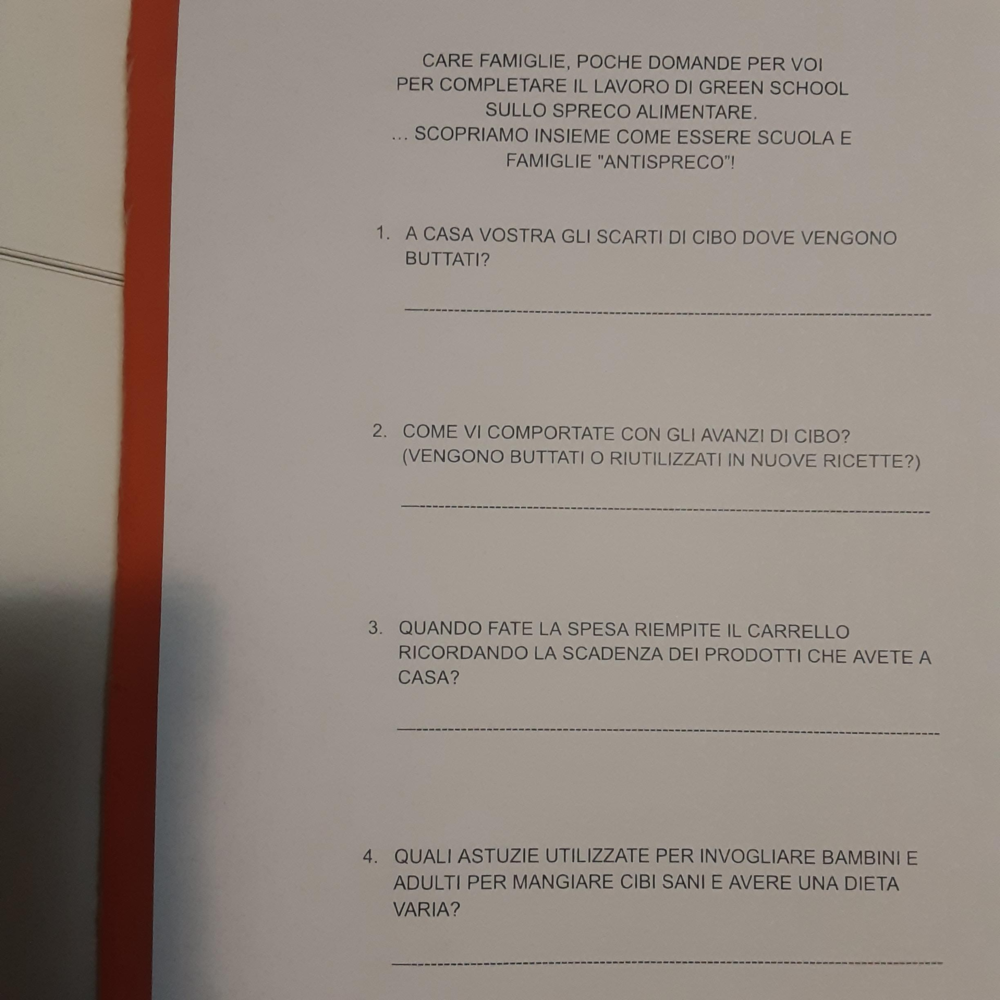 CARE FAMIGLIE, POCHE DOMANDE PER VOI
PER COMPLETARE IL LAVORO DI GREEN SCHOOL
SULLO SPRECO ALIMENTARE.
... SCOPRIAMO INSIEME COME ESSERE SCUOLA E
FAMIGLIE "ANTISPRECO"!
1. A CASA VOSTRA GLI SCARTI DI CIBO DOVE VENGONO
BUTTATI?
2. COME VI COMPORTATE CON GLI AVANZI DI CIBO?
(VENGONO BUTTATI O RIUTILIZZATI IN NUOVE RICETTE?)
3. QUANDO FATE LA SPESA RIEMPITE IL CARRELLO
RICORDANDO LA SCADENZA DEI PRODOTTI CHE AVETE A
CASA?
4. QUALI ASTUZIE UTILIZZATE PER INVOGLIARE BAMBINI E
ADULTI PER MANGIARE CIBI SANI E AVERE UNA DIETA
VARIA?